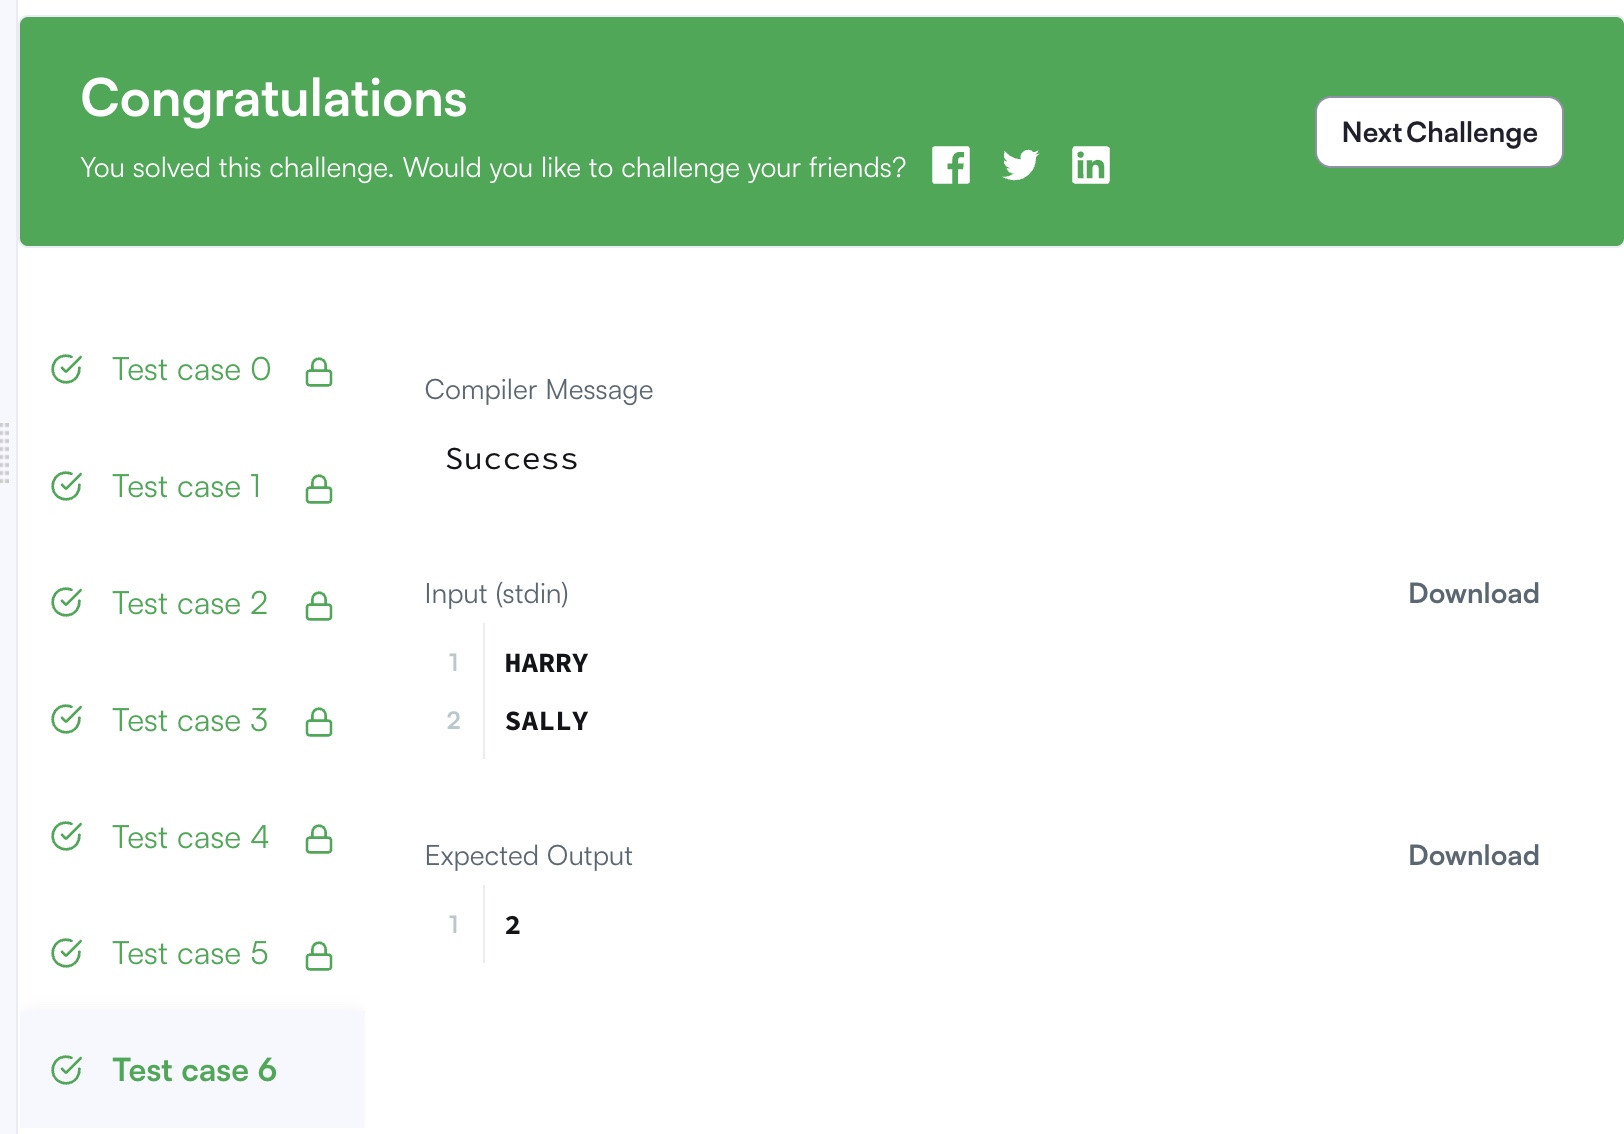 Congratulations
You solved this challenge. Would you like to challenge your friends?
Next Challenge
Test case 0
Test case 1
Test case 2
Test case 3
Test case 4
Test case 5
Test case 6
Compiler Message
Success
Input (stdin)
Download
1 HARRY
2 SALLY
Expected Output
Download
1 2